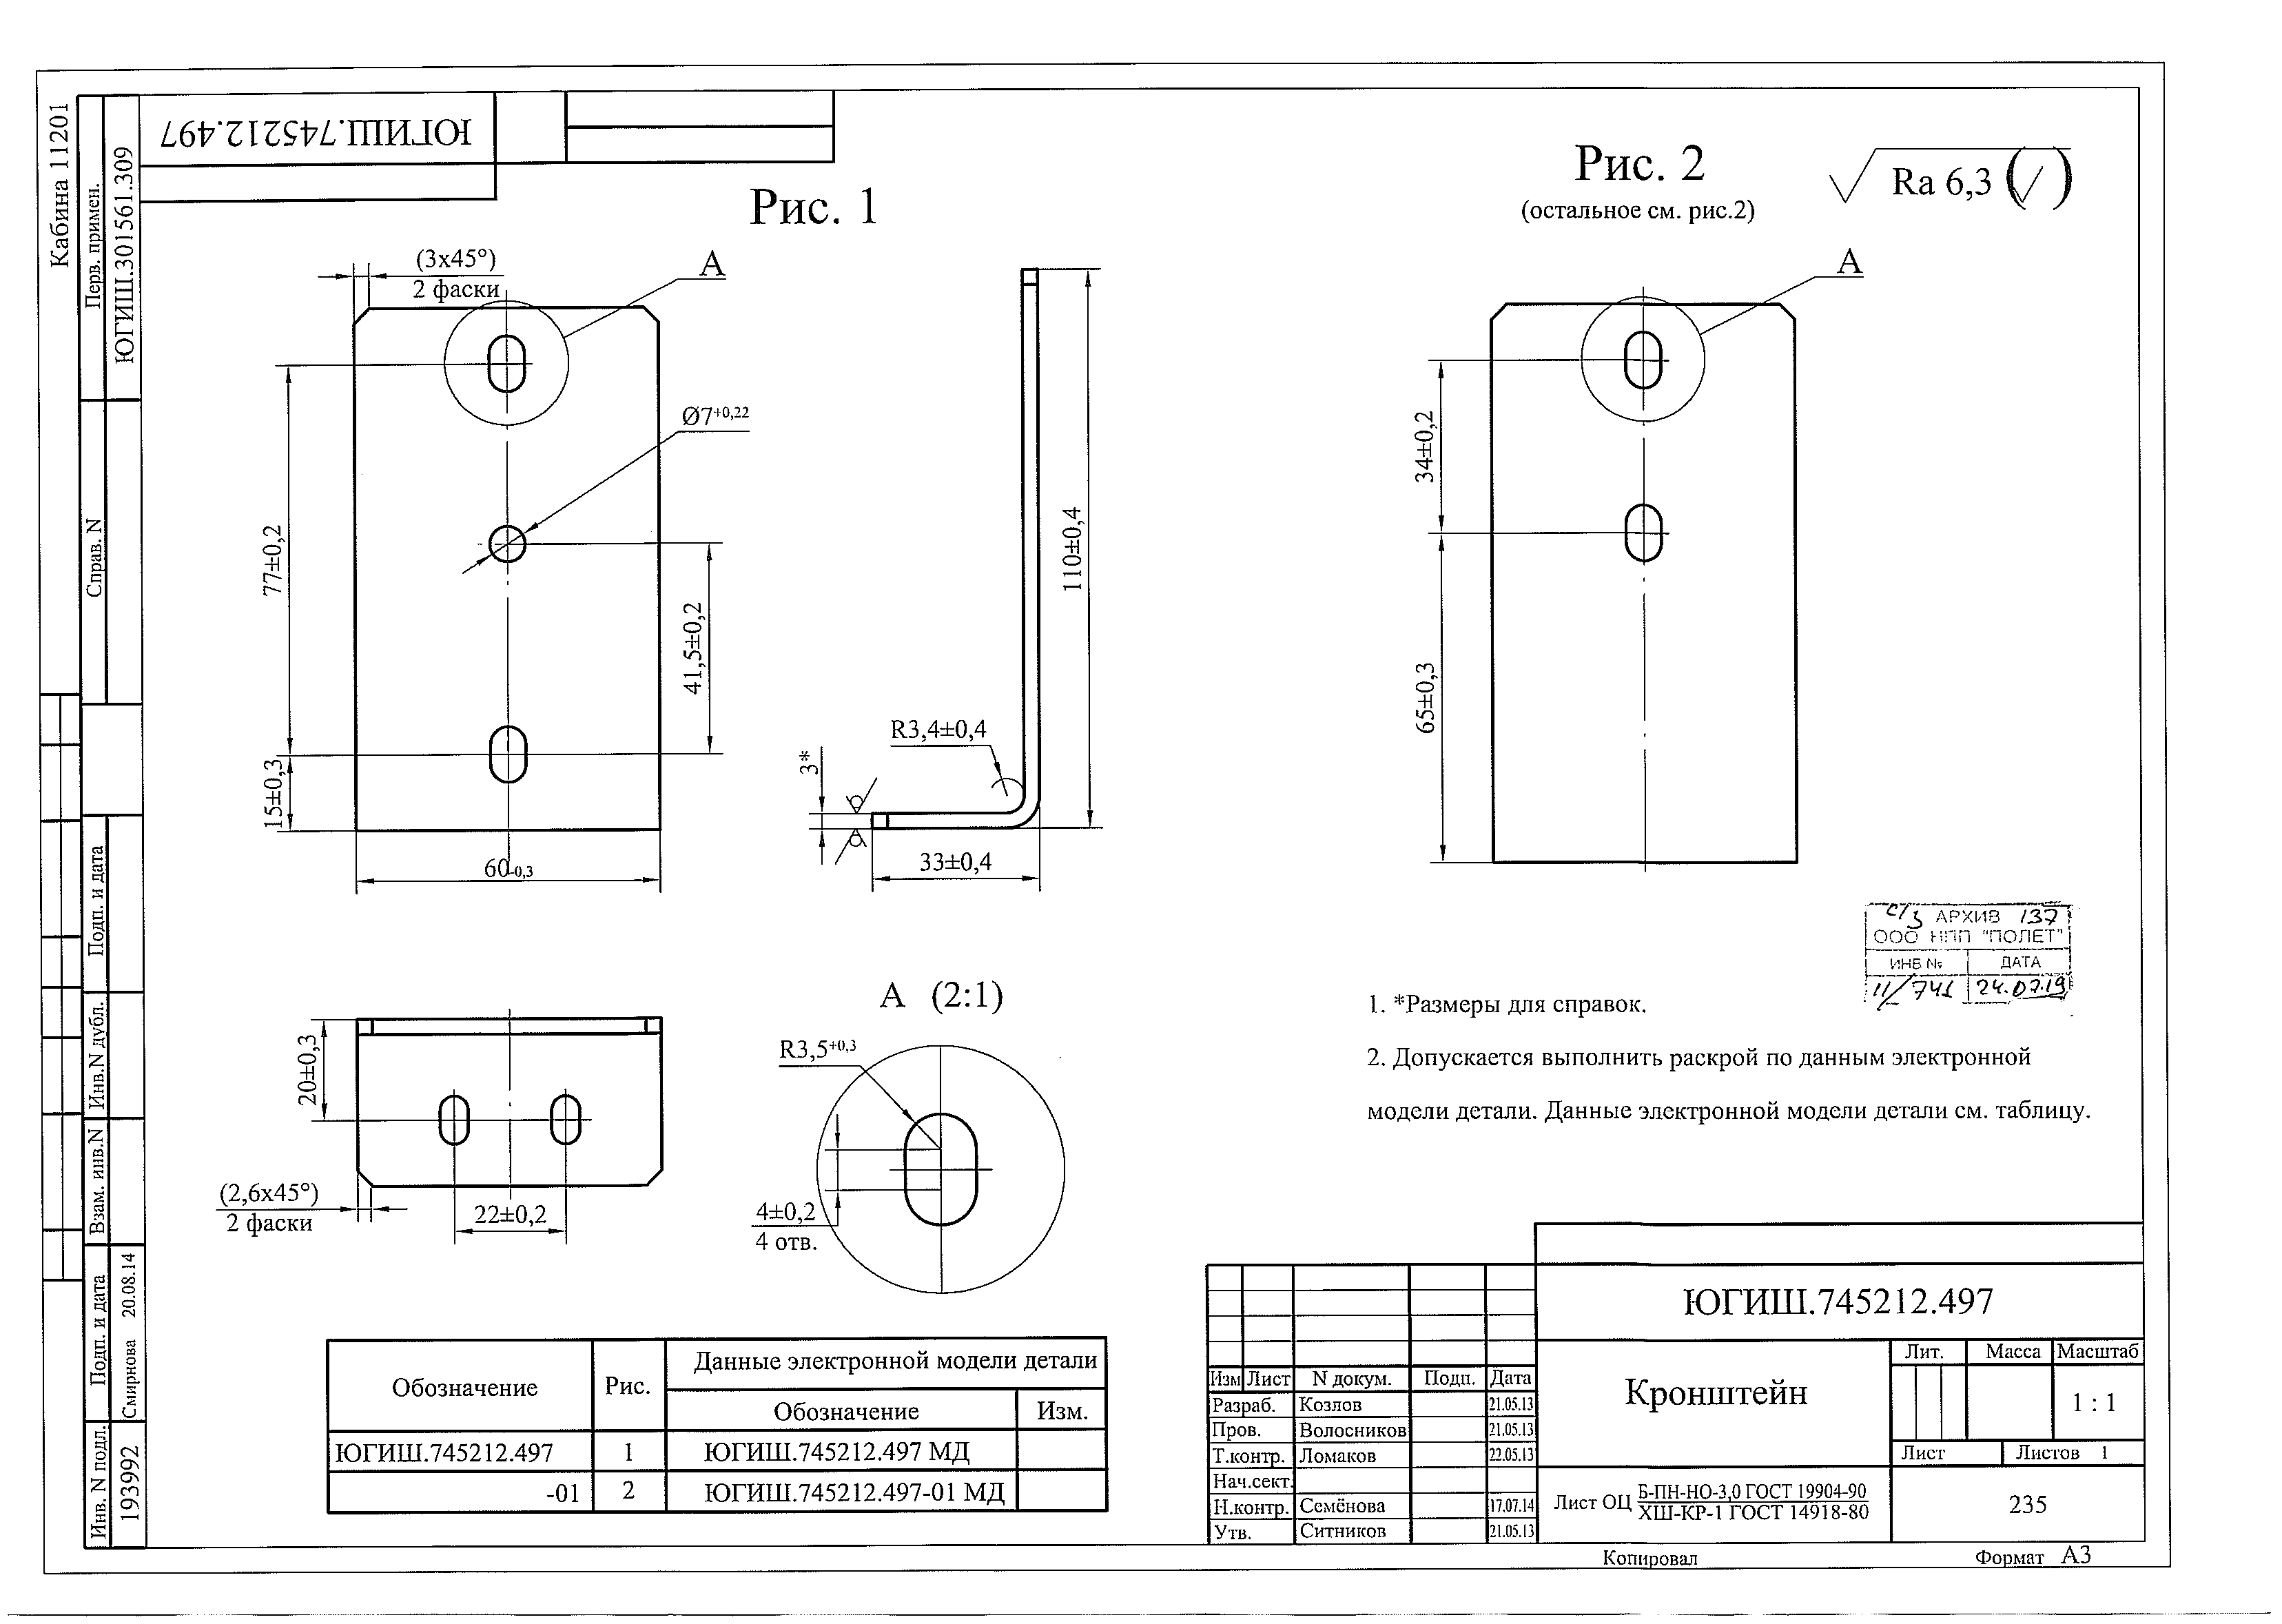 Кабина 11201
Перв. примен.
ЮГИШ.301561.309
Справ. N
Подп. и дата
Инв.N дубл.
Взам. инв.N
Подп. и дата
Смирнова 20.08.14
Инв. N подл.
193992
ЮГИШ.745212.497
Рис. 1
(3x45°)
2 фаски
А
Ø7+0,22
77±0,2
41,5±0,2
15±0,3
60-0,3
110±0,4
R3,4±0,4
3*
33±0,4
Рис. 2
(остальное см. рис.2)
Ra 6,3
А
34±0,2
65±0,3
20±0,3
(2,6x45°)
2 фаски
22±0,2
А (2:1)
R3,5+0,3
4±0,2
4 отв.
с/з АРХИВ 137
ООО НПП "ПОЛЕТ"
ИНВ № ДАТА
11/741 24.07.19
1. *Размеры для справок.
2. Допускается выполнить раскрой по данным электронной
модели детали. Данные электронной модели детали см. таблицу.
Обозначение Рис. Данные электронной модели детали
Обозначение Изм.
ЮГИШ.745212.497 1 ЮГИШ.745212.497 МД
-01 2 ЮГИШ.745212.497-01 МД
ЮГИШ.745212.497
Изм Лист N докум. Подп. Дата
Разраб. Козлов 21.05.13
Пров. Волосников 21.05.13
Т.контр. Ломаков 22.05.13
Нач.сект.
Н.контр. Семёнова 17.07.14
Утв. Ситников 21.05.13
Кронштейн
Лит. Масса Масштаб
1 : 1
Лист Листов 1
Лист ОЦ Б-ПН-НО-3,0 ГОСТ 19904-90
ХШ-КР-1 ГОСТ 14918-80
235
Копировал Формат А3